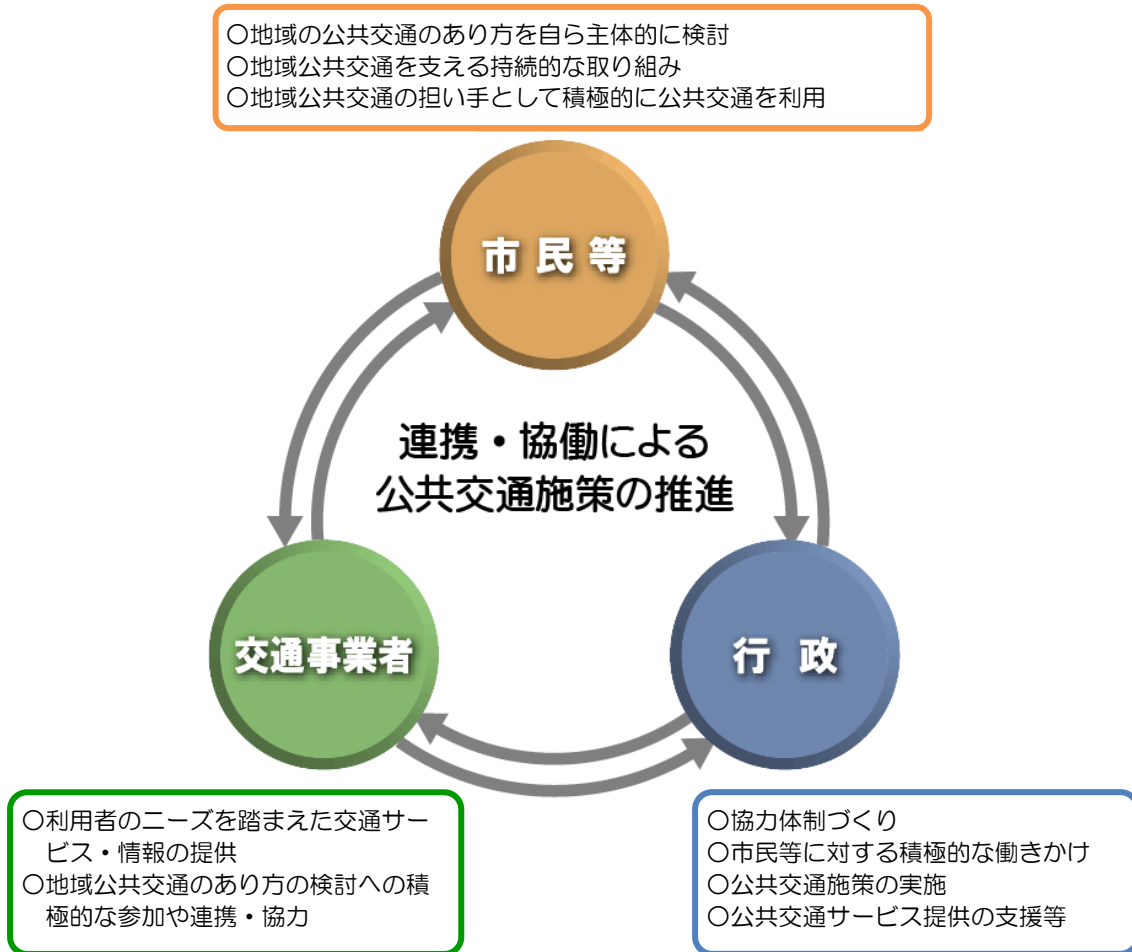 〇地域の公共交通のあり方を自ら主体的に検討
〇地域公共交通を支える持続的な取り組み
〇地域公共交通の担い手として積極的に公共交通を利用
市民等
連携・協働による
公共交通施策の推進
交通事業者
行政
〇利用者のニーズを踏まえた交通サー
ビス・情報の提供
〇地域公共交通のあり方の検討への積
極的な参加や連携・協力
〇協力体制づくり
〇市民等に対する積極的な働きかけ
〇公共交通施策の実施
〇公共交通サービス提供の支援等